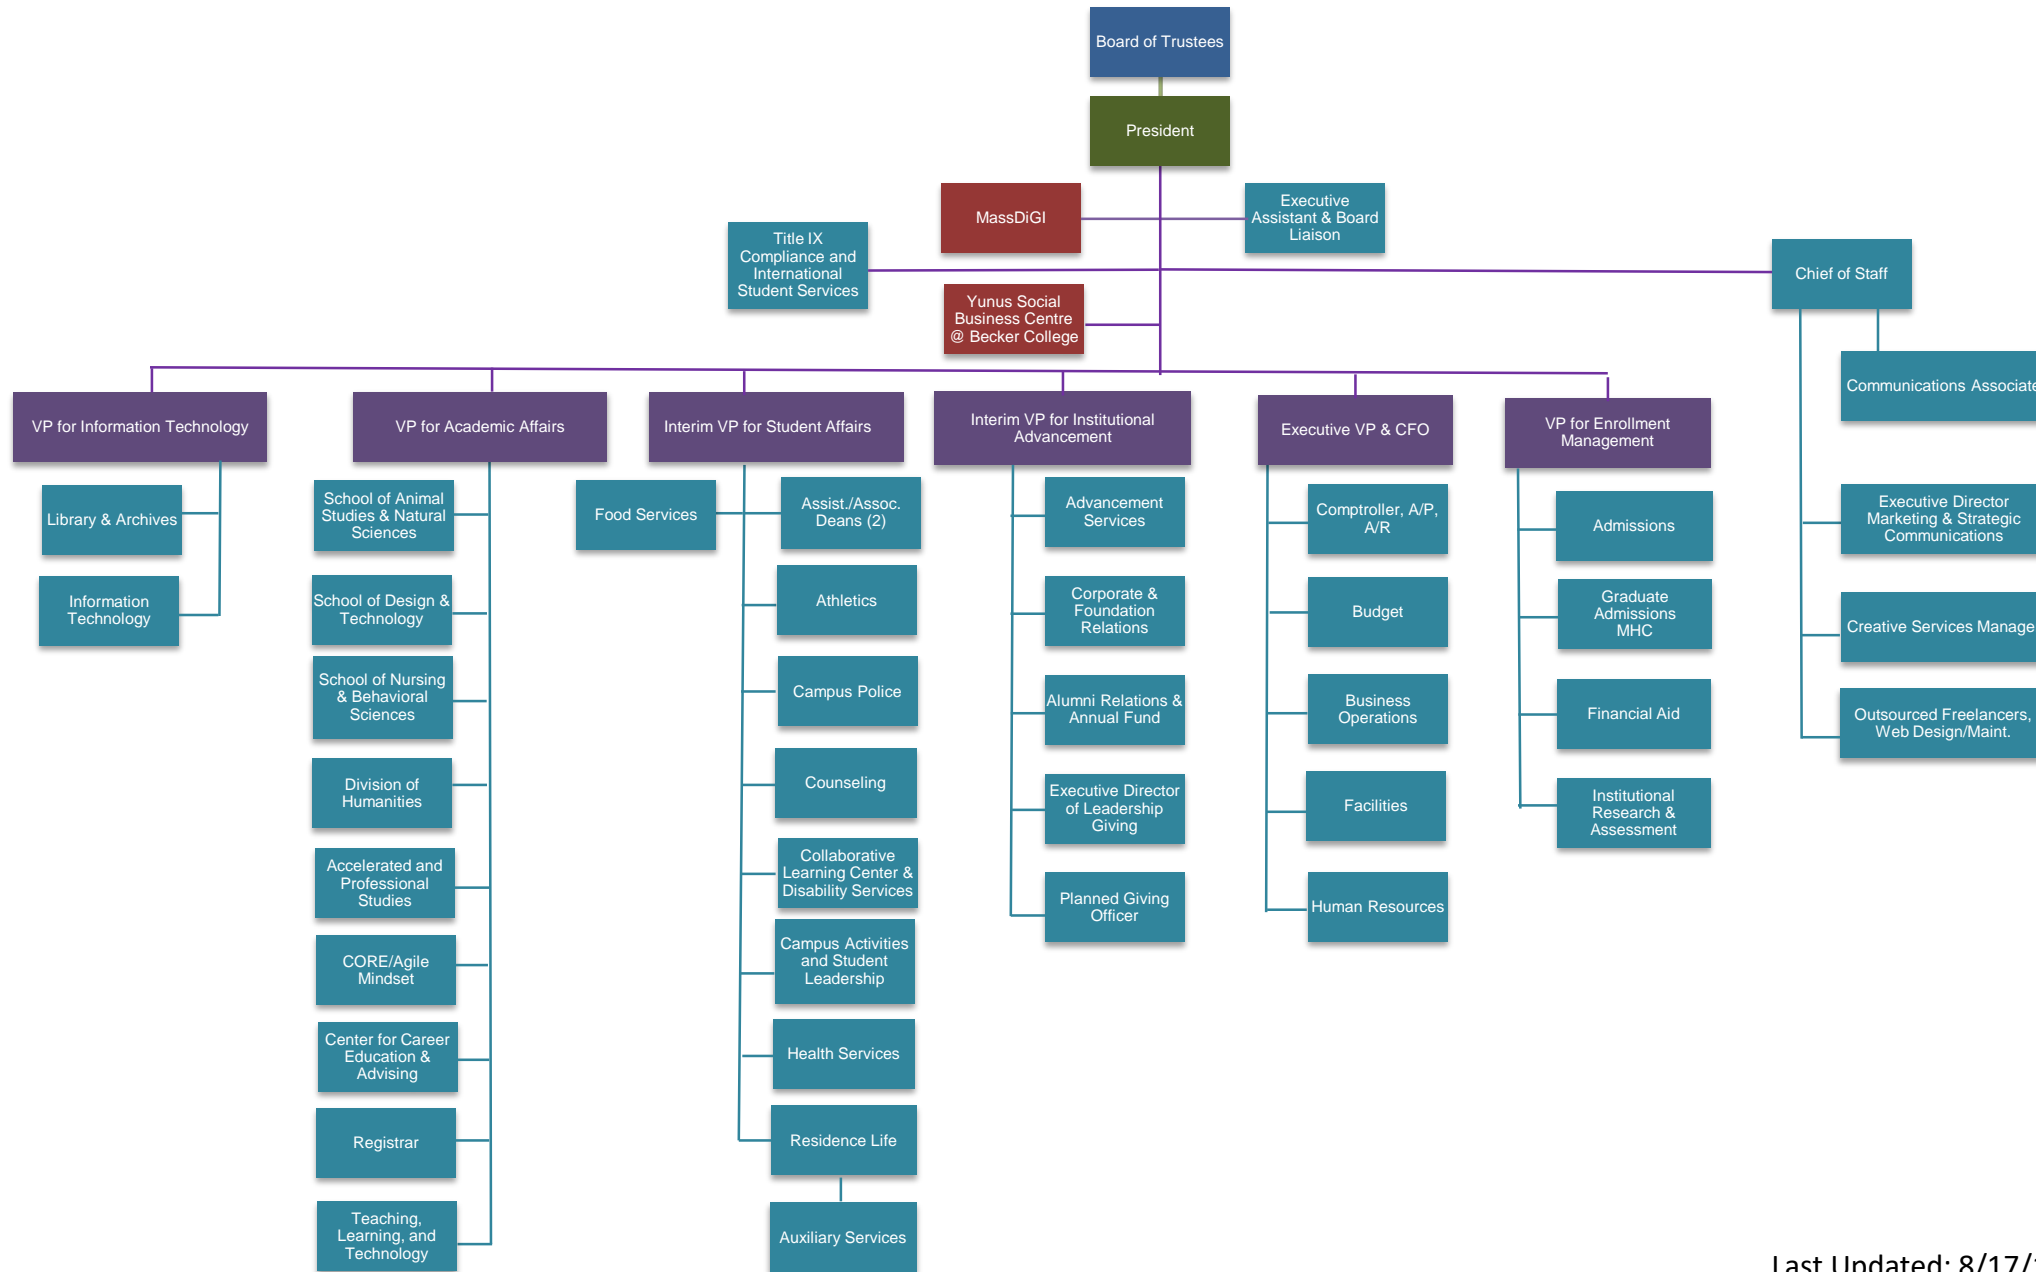 Board of Trustees
President
MassDiGI
Executive
Assistant & Board
Liaison
Title IX
Compliance and
International
Student Services
Chief of Staff
Yunus Social
Business Centre
@ Becker College
Communications Associate
VP for Information Technology
VP for Academic Affairs
Interim VP for Student Affairs
Interim VP for Institutional
Advancement
Executive VP & CFO
VP for Enrollment
Management
Library & Archives
Information
Technology
School of Animal
Studies & Natural
Sciences
School of Design &
Technology
School of Nursing
& Behavioral
Sciences
Division of
Humanities
Accelerated and
Professional
Studies
CORE/Agile
Mindset
Center for Career
Education &
Advising
Registrar
Teaching,
Learning, and
Technology
Food Services
Assist./Assoc.
Deans (2)
Athletics
Campus Police
Counseling
Collaborative
Learning Center &
Disability Services
Campus Activities
and Student
Leadership
Health Services
Residence Life
Auxiliary Services
Advancement
Services
Corporate &
Foundation
Relations
Alumni Relations &
Annual Fund
Executive Director
of Leadership
Giving
Planned Giving
Officer
Comptroller, A/P,
A/R
Budget
Business
Operations
Facilities
Human Resources
Admissions
Graduate
Admissions
MHC
Financial Aid
Institutional
Research &
Assessment
Executive Director
Marketing & Strategic
Communications
Creative Services Manage
Outsourced Freelancers,
Web Design/Maint.
Last Updated: 8/17/